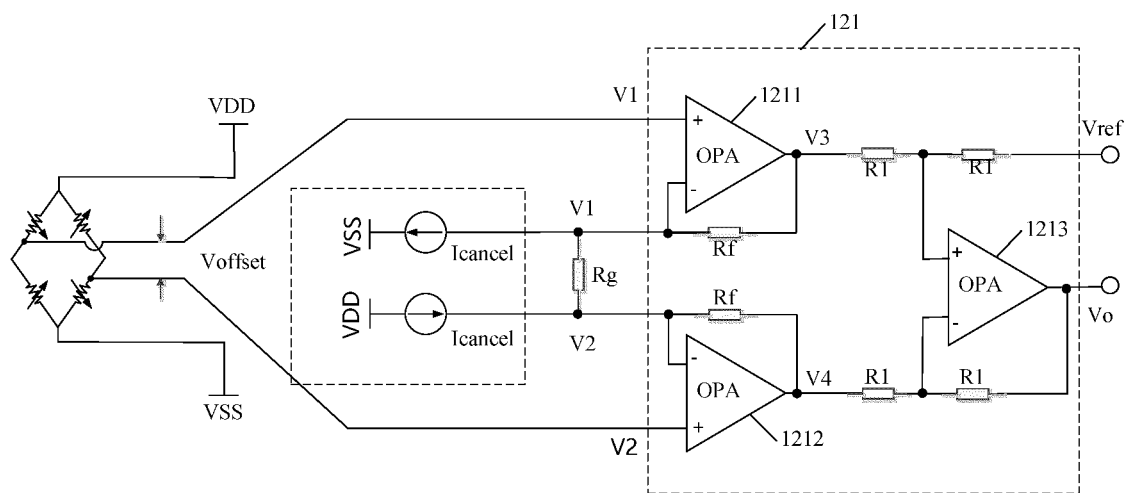 121
VDD
V1
1211
+
OPA
-
V3
R1
R1
Vref
VSS
Icancel
V1
Rf
Voffset
Rg
1213
+
OPA
-
Vo
VDD
Icancel
V2
Rf
-
OPA
+
V4
R1
R1
VSS
V2
1212